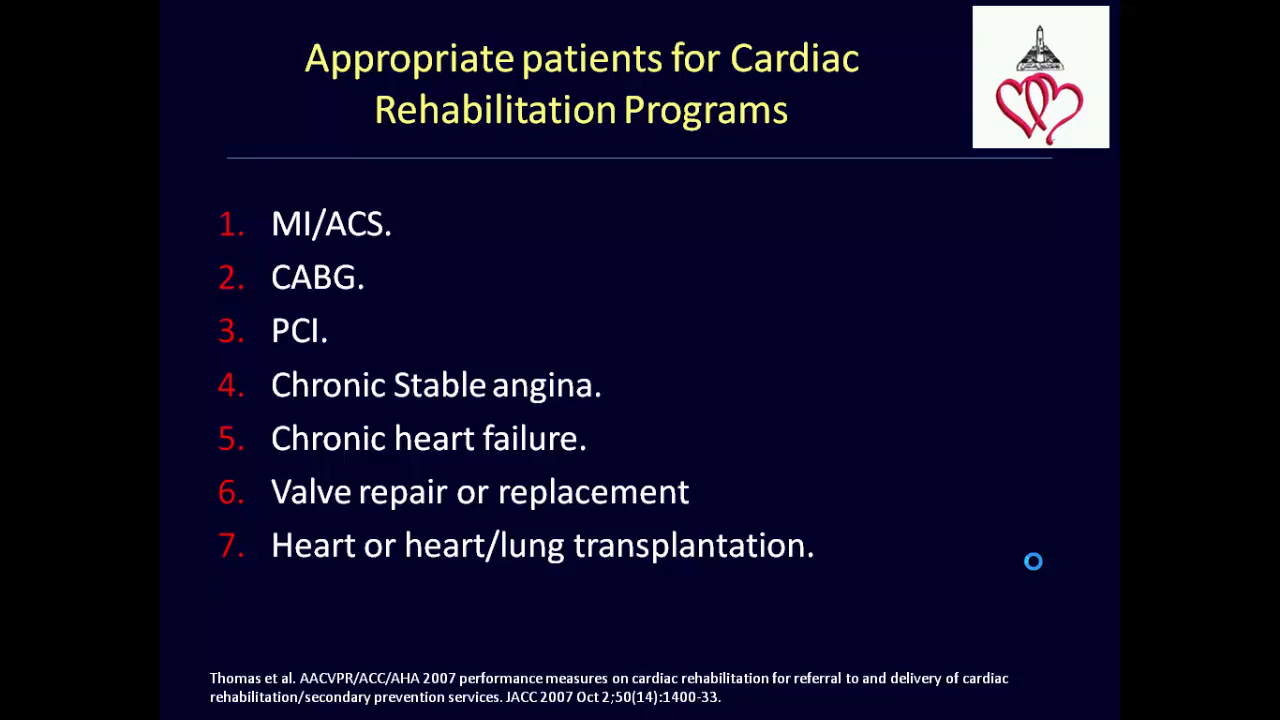 Appropriate patients for Cardiac
Rehabilitation Programs
1. MI/ACS.
2. CABG.
3. PCI.
4. Chronic Stable angina.
5. Chronic heart failure.
6. Valve repair or replacement
7. Heart or heart/lung transplantation.
Thomas et al. AACVPR/ACC/AHA 2007 performance measures on cardiac rehabilitation for referral to and delivery of cardiac
rehabilitation/secondary prevention services. JACC 2007 Oct 2;50(14):1400-33.